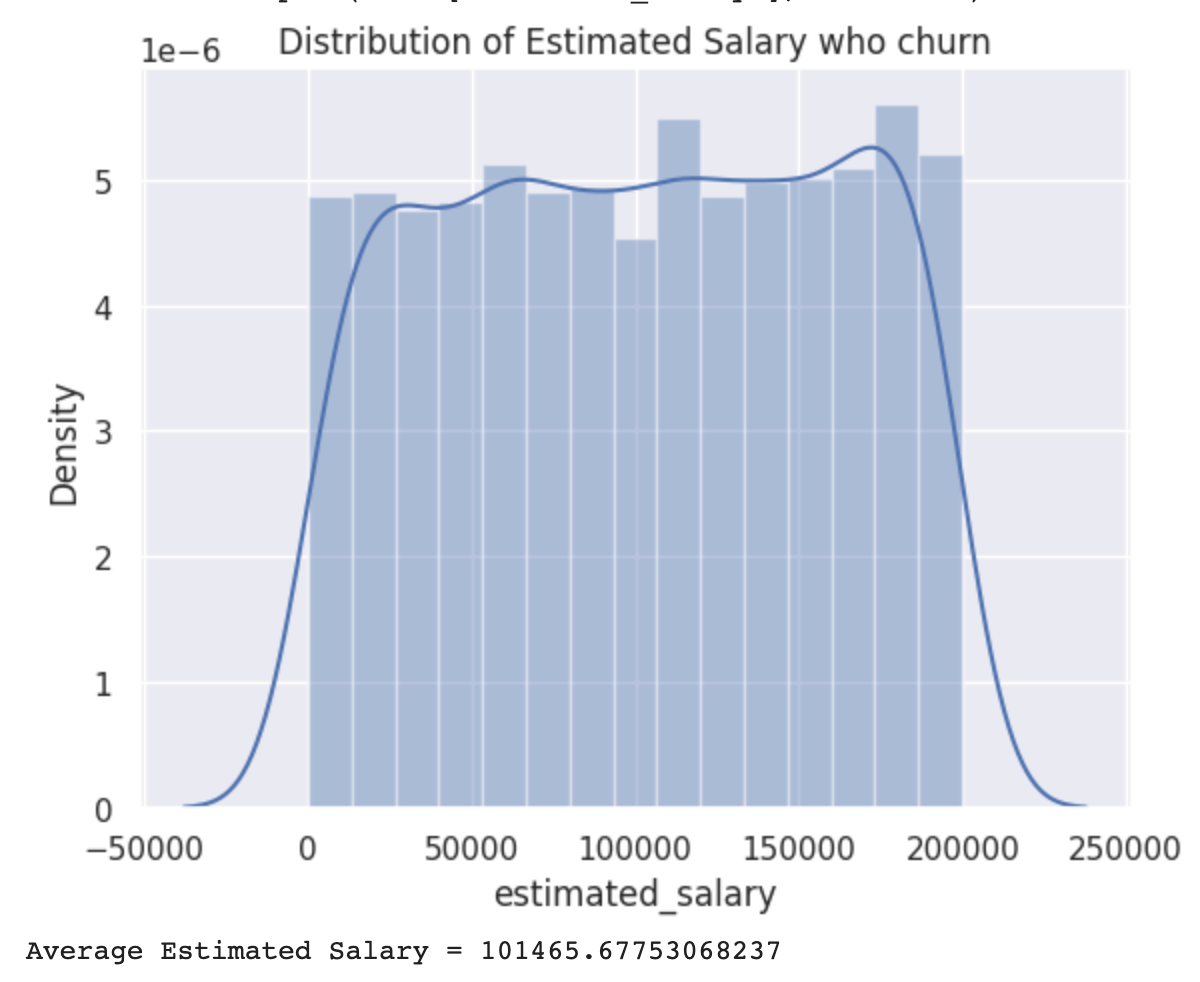 Distribution of Estimated Salary who churn
1e−6
5
4
3
2
1
0
Density
−50000 0 50000 100000 150000 200000 250000
estimated_salary
Average Estimated Salary = 101465.67753068237